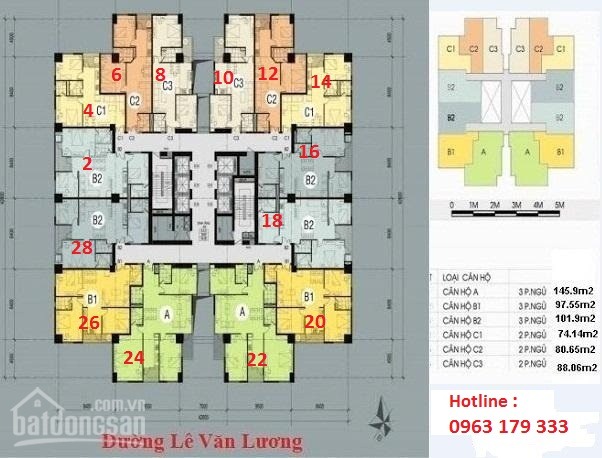 6 8 10 12
4 14
C1 C2 C3 C3 C2 C1
2 16
B2 B2
B2 B2
28 18
B1 A A B1
26 20
24 22
Đường Lê Văn Lương
.com.vn
batdongsan
C1 C2 C3 C3 C2 C1
B2 B2
B2 B2
B1 A A B1
0 1M 2M 3M 4M 5M
LOẠI CĂN HỘ
CĂN HỘ A 3 P.NGỦ 145.9m2
CĂN HỘ B1 3 P.NGỦ 97.55m2
CĂN HỘ B2 3 P.NGỦ 101.9m2
CĂN HỘ C1 2 P.NGỦ 74.14m2
CĂN HỘ C2 2 P.NGỦ 80.65m2
CĂN HỘ C3 2 P.NGỦ 88.06m2
Hotline :
0963 179 333